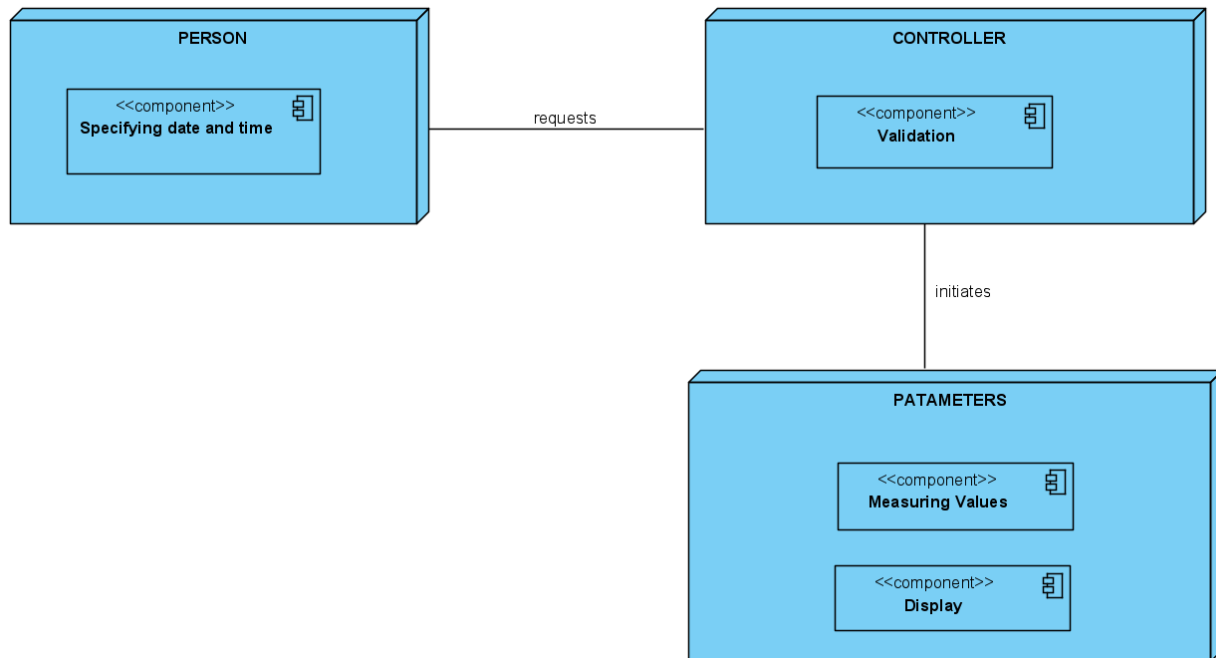 PERSON
<<component>>
Specifying date and time
requests
CONTROLLER
<<component>>
Validation
initiates
PATAMETERS
<<component>>
Measuring Values
<<component>>
Display